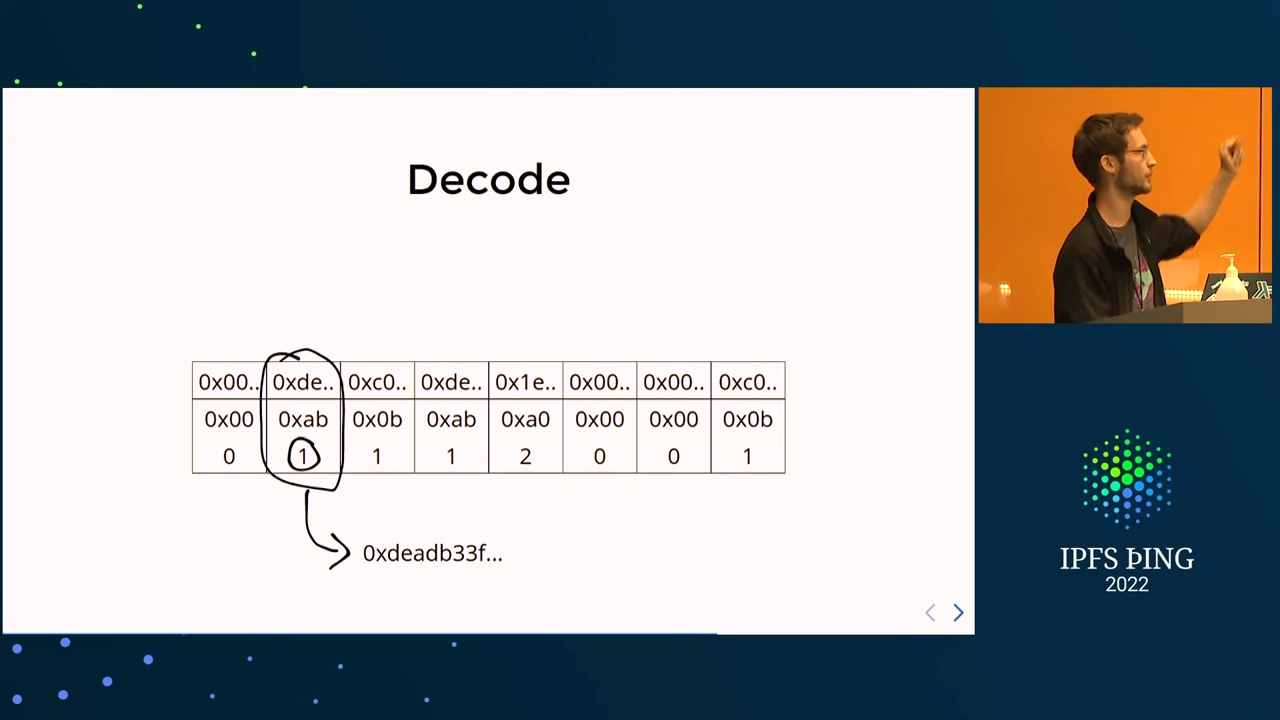 Decode
0x00.. 0xde.. 0xc0.. 0xde.. 0x1e.. 0x00.. 0x00.. 0xc0..
0x00 0xab 0x0b 0xab 0xa0 0x00 0x00 0x0b
0 1 1 1 2 0 0 1
0xdeadb33f...
IPFS ÞING
2022